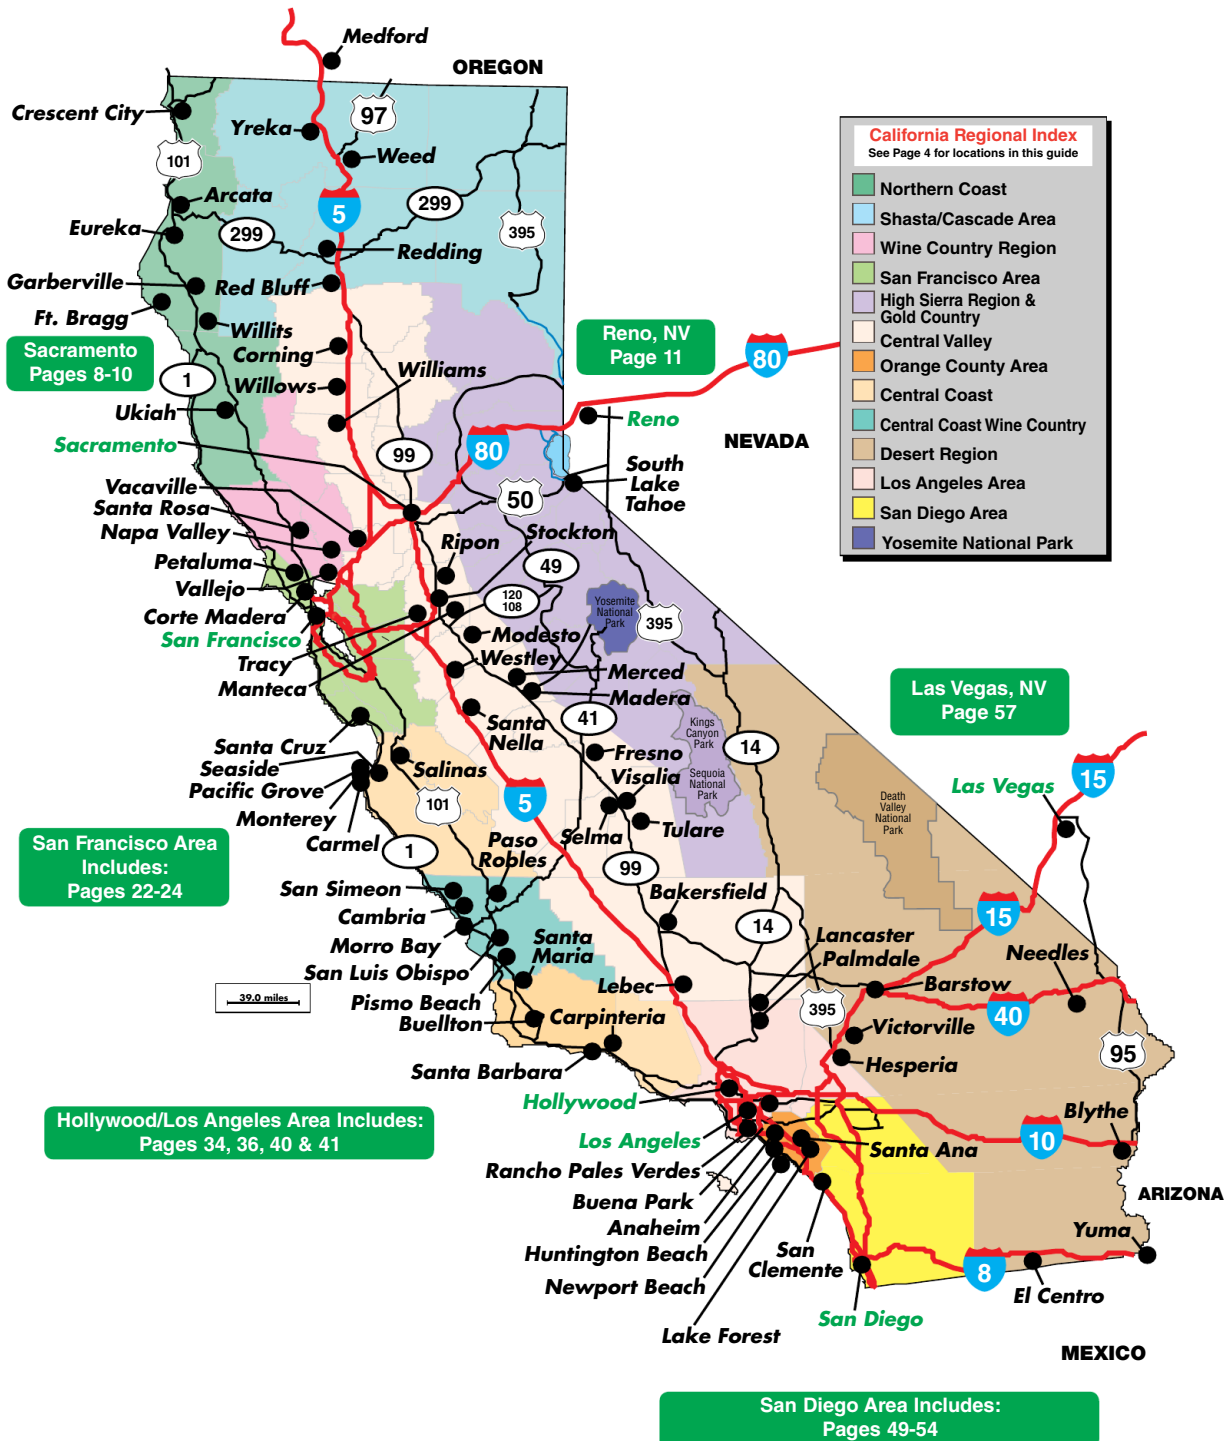 Medford
OREGON
Crescent City
Yreka
97
Weed
101
Arcata
5
299
Eureka
299
395
Redding
Garberville
Red Bluff
Ft. Bragg
Willits
Corning
Sacramento
Pages 8-10
1
Willows
Williams
Ukiah
Sacramento
99
80
Reno, NV
Page 11
80
Reno
NEVADA
South
Lake
Tahoe
50
Vacaville
Santa Rosa
Napa Valley
Stockton
Ripon
49
Petaluma
Vallejo
120
108
Yosemite
National
Park
395
Corte Madera
San Francisco
Tracy
Manteca
Modesto
Westley
Merced
Madera
California Regional Index
See Page 4 for locations in this guide
Northern Coast
Shasta/Cascade Area
Wine Country Region
San Francisco Area
High Sierra Region &
Gold Country
Central Valley
Orange County Area
Central Coast
Central Coast Wine Country
Desert Region
Los Angeles Area
San Diego Area
Yosemite National Park
Las Vegas, NV
Page 57
41
Kings
Canyon
Park
14
Santa
Nella
Santa Cruz
Seaside
Pacific Grove
Monterey
Carmel
Salinas
101
5
Fresno
Visalia
Sequoia
National
Park
Selma
Tulare
Death
Valley
National
Park
Las Vegas
15
San Francisco Area
Includes:
Pages 22-24
1
Paso
Robles
99
Bakersfield
14
15
San Simeon
Cambria
Morro Bay
San Luis Obispo
Pismo Beach
Buellton
Santa
Maria
Lebec
Lancaster
Palmdale
Needles
Barstow
39.0 miles
Carpinteria
395
40
Victorville
Hesperia
95
Santa Barbara
Hollywood
Blythe
Hollywood/Los Angeles Area Includes:
Pages 34, 36, 40 & 41
Los Angeles
10
Santa Ana
Rancho Pales Verdes
Buena Park
Anaheim
Huntington Beach
Newport Beach
Lake Forest
ARIZONA
Yuma
San
Clemente
8
El Centro
San Diego
MEXICO
San Diego Area Includes:
Pages 49-54